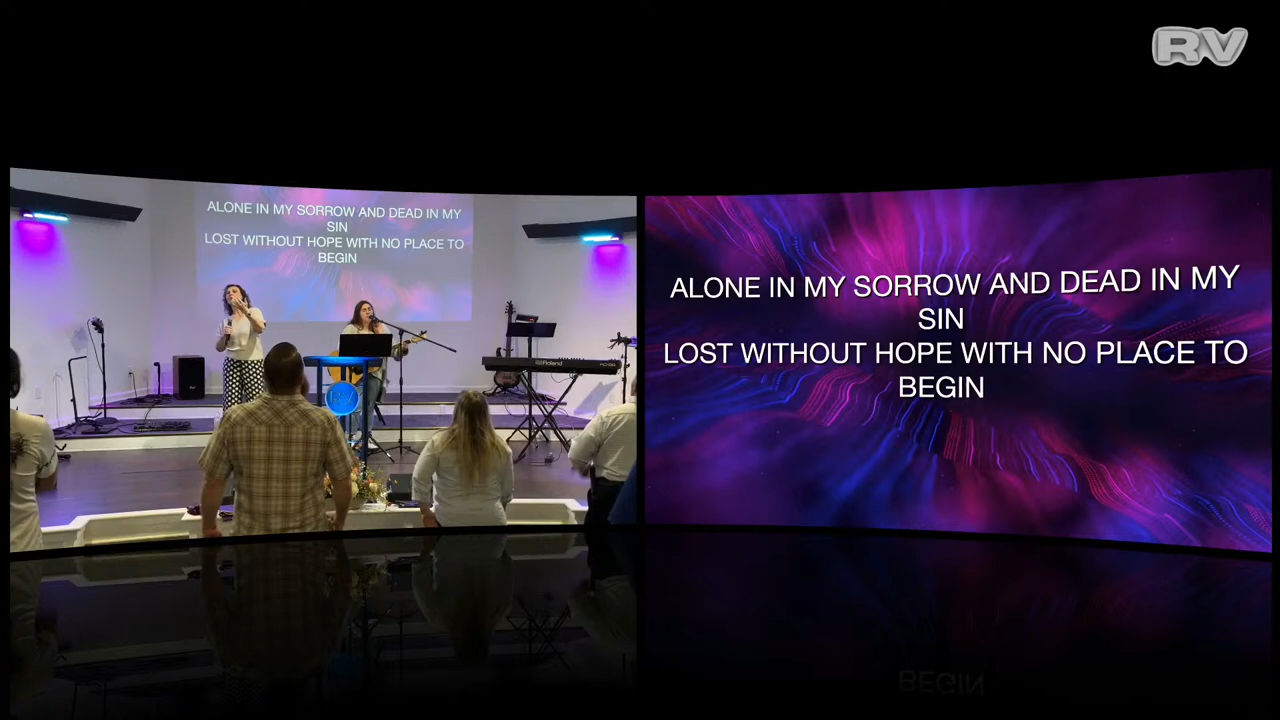 RV
ALONE IN MY SORROW AND DEAD IN MY
SIN
LOST WITHOUT HOPE WITH NO PLACE TO
BEGIN
Roland
ALONE IN MY SORROW AND DEAD IN MY
SIN
LOST WITHOUT HOPE WITH NO PLACE TO
BEGIN